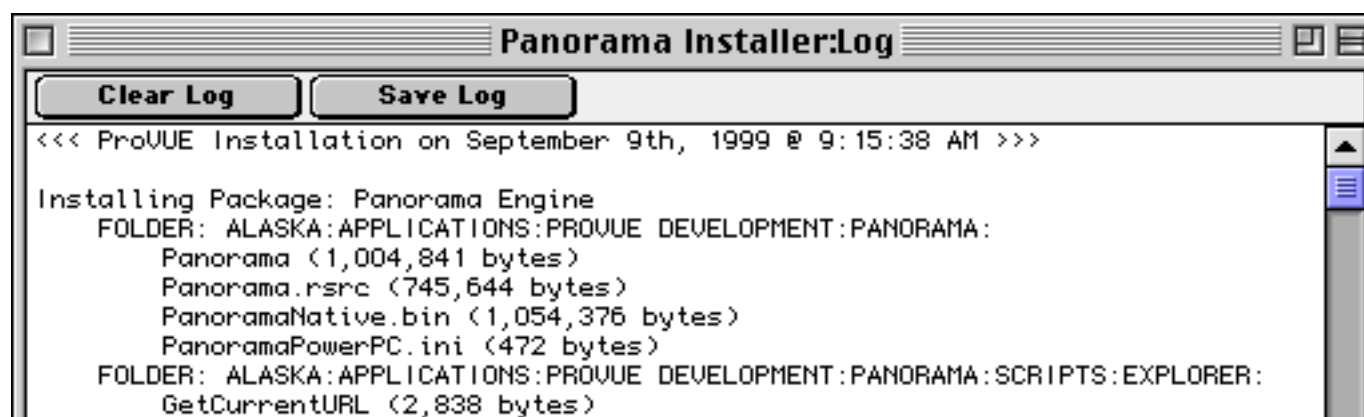 Panorama Installer:Log
Clear Log Save Log
<<< ProVUE Installation on September 9th, 1999 @ 9:15:38 AM >>>
Installing Package: Panorama Engine
FOLDER: ALASKA:APPLICATIONS:PROVUE DEVELOPMENT:PANORAMA:
Panorama (1,004,841 bytes)
Panorama.rsrc (745,644 bytes)
PanoramaNative.bin (1,054,376 bytes)
PanoramaPowerPC.ini (472 bytes)
FOLDER: ALASKA:APPLICATIONS:PROVUE DEVELOPMENT:PANORAMA:SCRIPTS:EXPLORER:
GetCurrentURL (2,838 bytes)